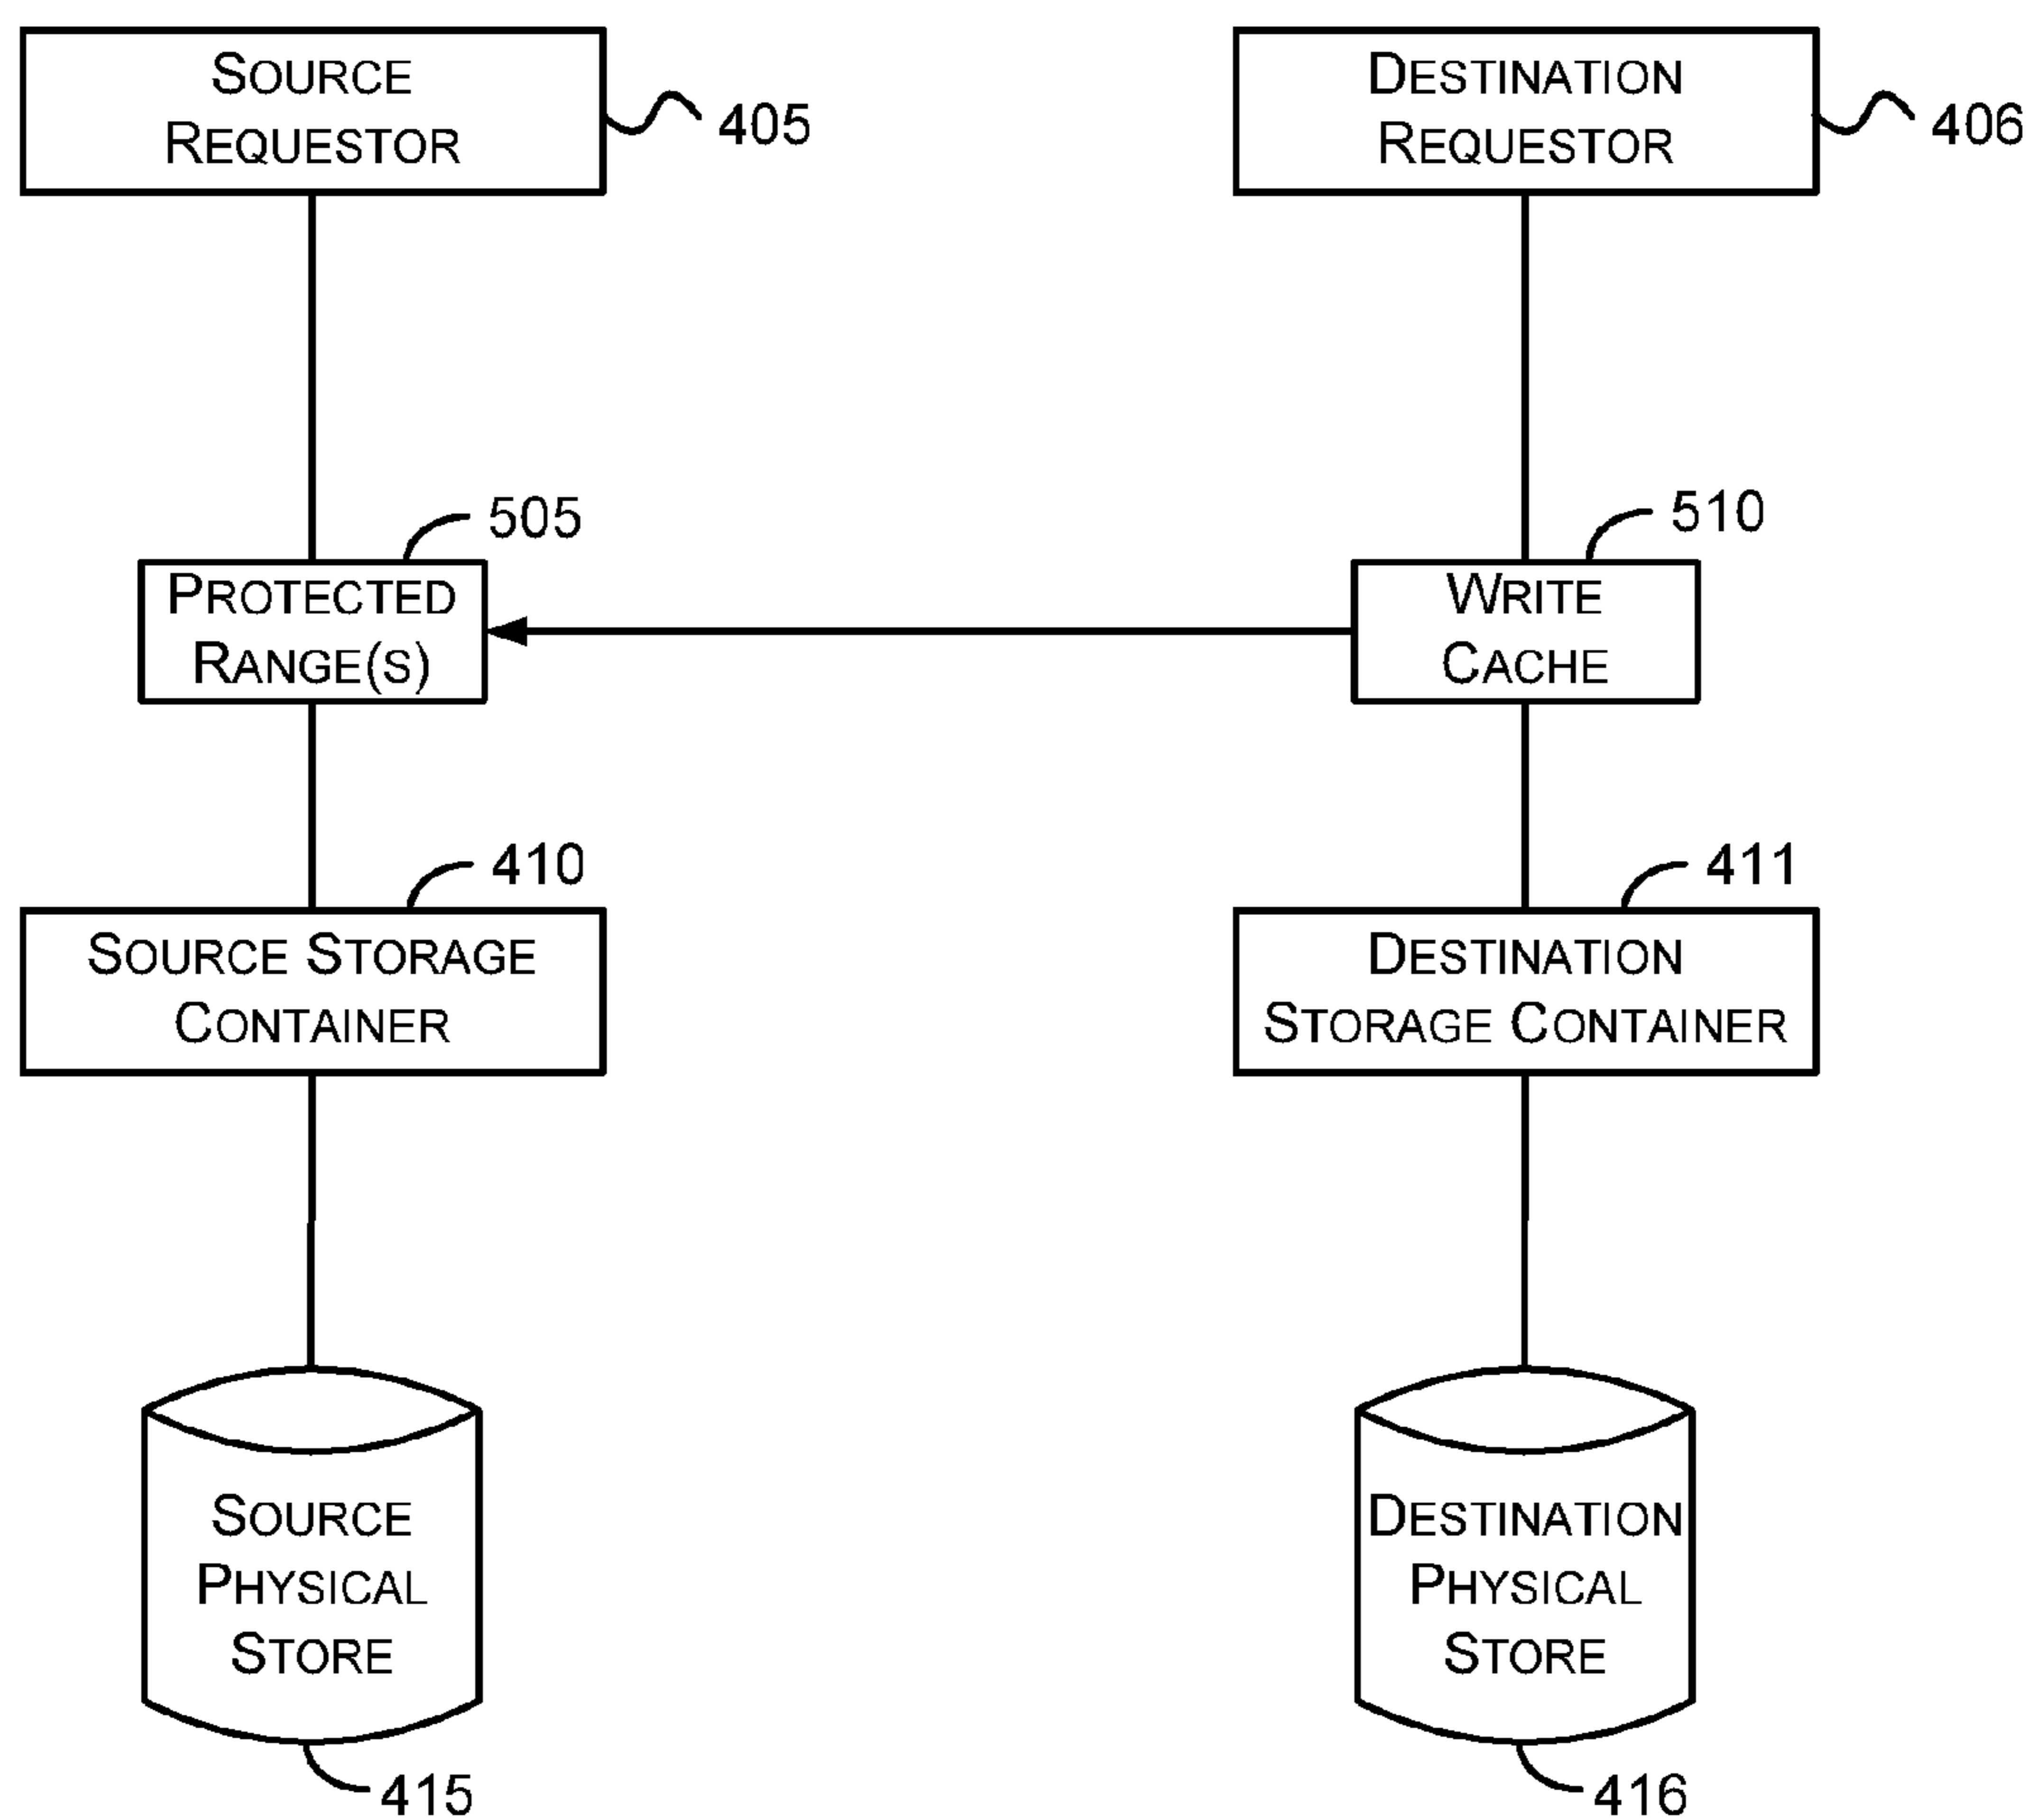 SOURCE
REQUESTOR
405
DESTINATION
REQUESTOR
406
505
PROTECTED
RANGE(S)
510
WRITE
CACHE
410
SOURCE STORAGE
CONTAINER
411
DESTINATION
STORAGE CONTAINER
SOURCE
PHYSICAL
STORE
415
DESTINATION
PHYSICAL
STORE
416